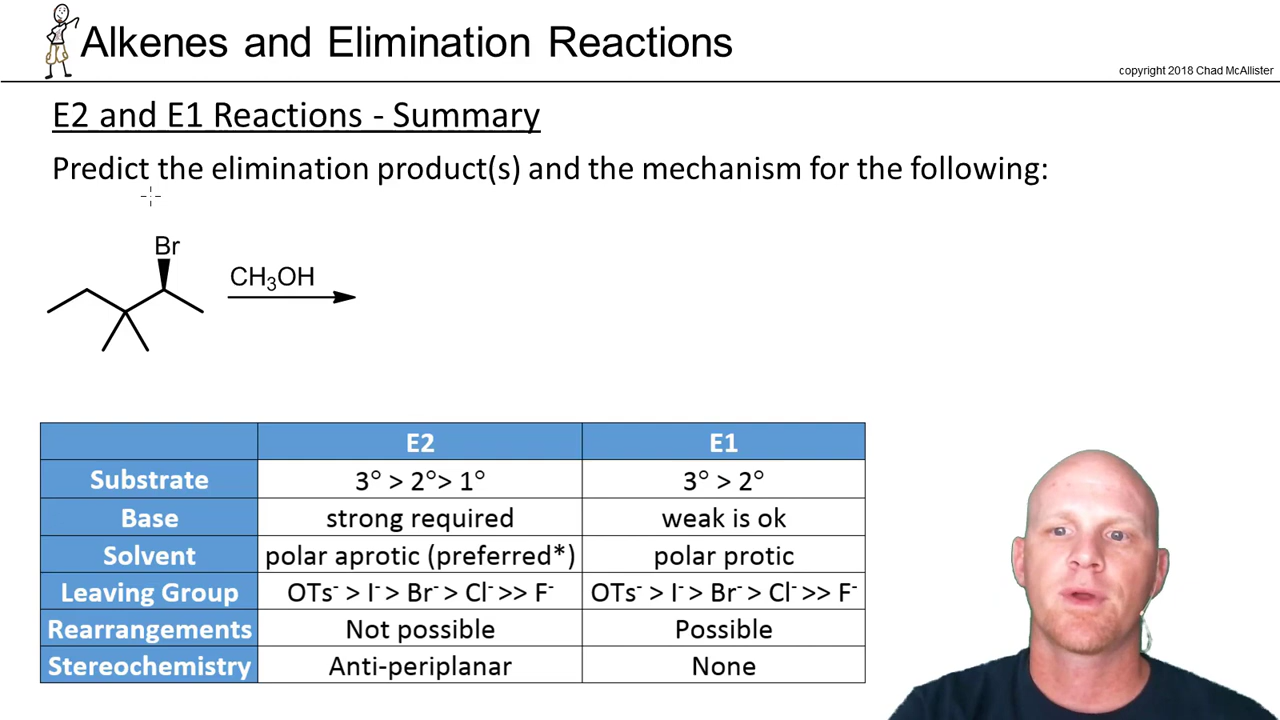 Alkenes and Elimination Reactions
copyright 2018 Chad McAllister
E2 and E1 Reactions - Summary
Predict the elimination product(s) and the mechanism for the following:
Br
CH₃OH
E2 E1
Substrate 3° > 2°> 1° 3° > 2°
Base strong required weak is ok
Solvent polar aprotic (preferred*) polar protic
Leaving Group OTs⁻ > I⁻ > Br⁻ > Cl⁻ >> F⁻ OTs⁻ > I⁻ > Br⁻ > Cl⁻ >> F⁻
Rearrangements Not possible Possible
Stereochemistry Anti-periplanar None